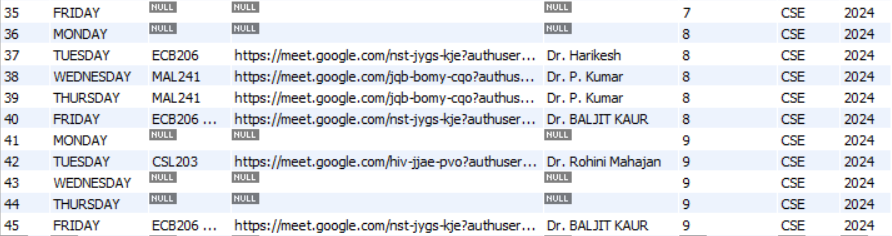 35 FRIDAY NULL NULL NULL 7 CSE 2024
36 MONDAY NULL NULL NULL 8 CSE 2024
37 TUESDAY ECB206 https://meet.google.com/nst-jygs-kje?authuser... Dr. Harikesh 8 CSE 2024
38 WEDNESDAY MAL241 https://meet.google.com/jqb-bomy-cqo?authus... Dr. P. Kumar 8 CSE 2024
39 THURSDAY MAL241 https://meet.google.com/jqb-bomy-cqo?authus... Dr. P. Kumar 8 CSE 2024
40 FRIDAY ECB206 ... https://meet.google.com/nst-jygs-kje?authuser... Dr. BALJIT KAUR 8 CSE 2024
41 MONDAY NULL NULL NULL 9 CSE 2024
42 TUESDAY CSL203 https://meet.google.com/hiv-jjae-pvo?authuser... Dr. Rohini Mahajan 9 CSE 2024
43 WEDNESDAY NULL NULL NULL 9 CSE 2024
44 THURSDAY NULL NULL NULL 9 CSE 2024
45 FRIDAY ECB206 ... https://meet.google.com/nst-jygs-kje?authuser... Dr. BALJIT KAUR 9 CSE 2024